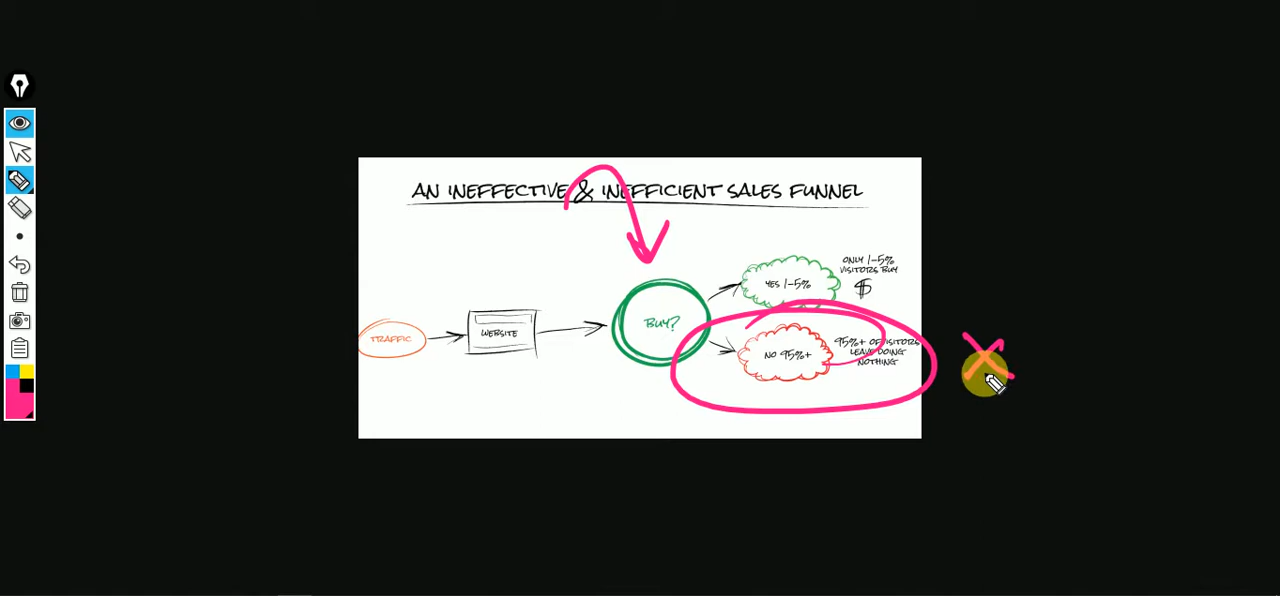 AN INEFFECTIVE & INEFFICIENT SALES FUNNEL
ONLY 1-5%
VISITORS BUY
$
YES 1-5%
BUY?
WEBSITE
TRAFFIC
NO 95%+
95%+ OF VISITORS
LEAVE DOING
NOTHING